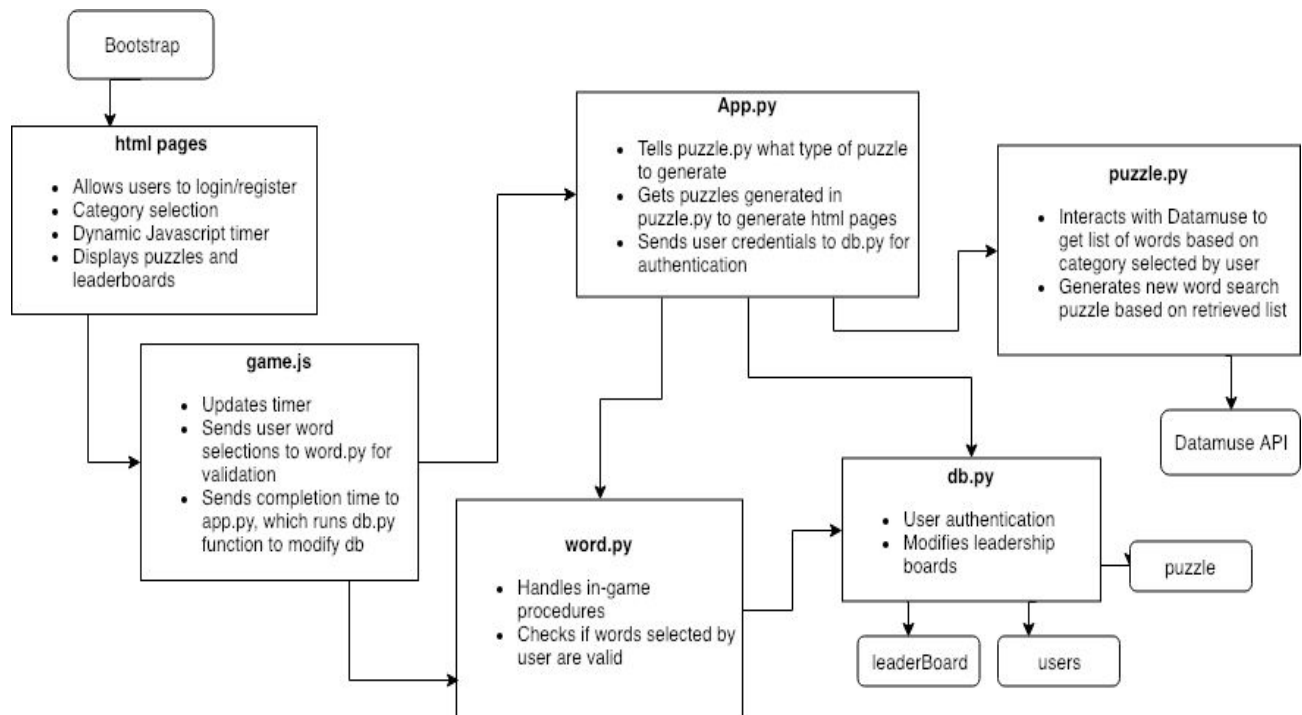 Bootstrap
html pages
• Allows users to login/register
• Category selection
• Dynamic Javascript timer
• Displays puzzles and
leaderboards
game.js
• Updates timer
• Sends user word
selections to word.py for
validation
• Sends completion time to
app.py, which runs db.py
function to modify db
App.py
• Tells puzzle.py what type of puzzle
to generate
• Gets puzzles generated in
puzzle.py to generate html pages
• Sends user credentials to db.py for
authentication
puzzle.py
• Interacts with Datamuse to
get list of words based on
category selected by user
• Generates new word search
puzzle based on retrieved list
Datamuse API
word.py
• Handles in-game
procedures
• Checks if words selected by
user are valid
db.py
• User authentication
• Modifies leadership
boards
puzzle
leaderBoard
users